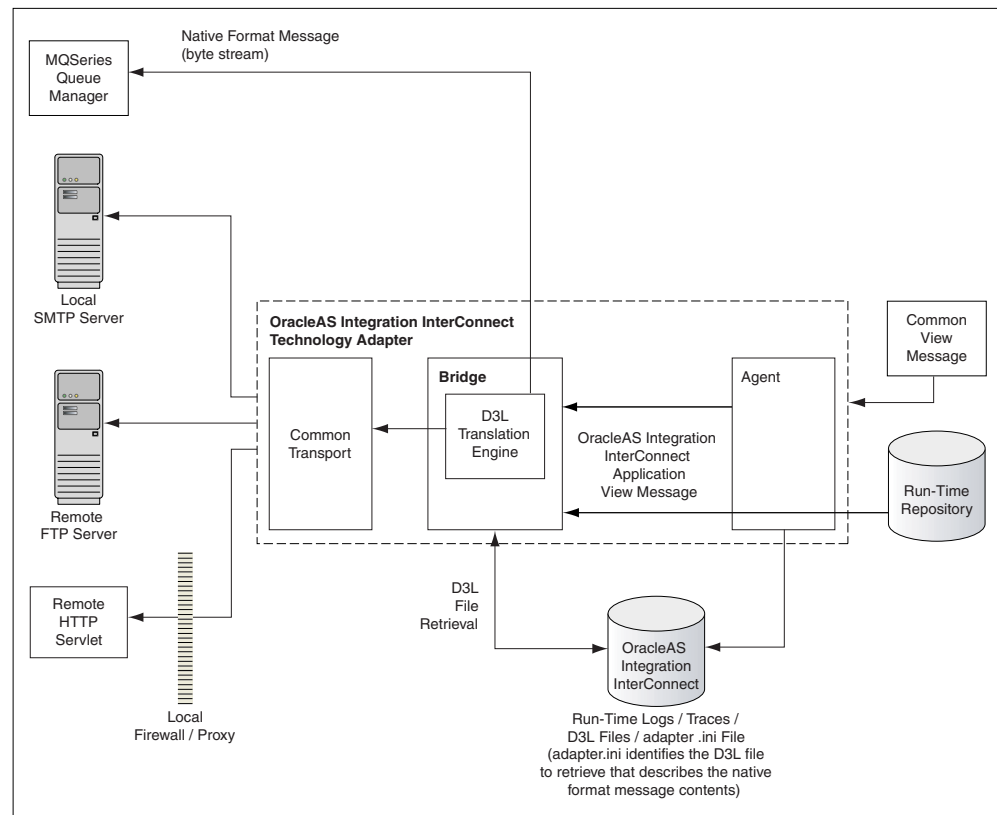 Native Format Message
(byte stream)
MQSeries
Queue
Manager
Local
SMTP Server
OracleAS Integration InterConnect
Technology Adapter
Common
View
Message
Bridge
Agent
D3L
Translation
Engine
Common
Transport
OracleAS Integration
InterConnect
Application
View Message
Run-Time
Repository
Remote
FTP Server
D3L
File
Retrieval
Remote
HTTP
Servlet
OracleAS
Integration
InterConnect
Local
Firewall / Proxy
Run-Time Logs / Traces /
D3L Files / adapter .ini File
(adapter.ini identifies the D3L file
to retrieve that describes the native
format message contents)